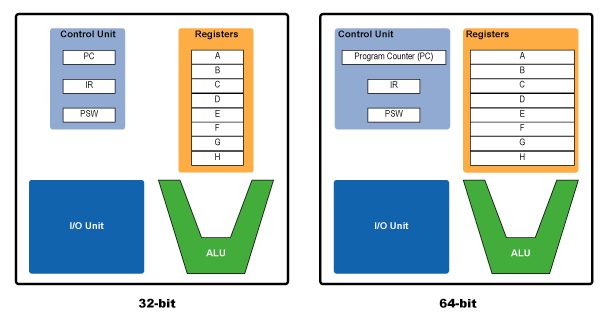 Control Unit
PC
IR
PSW
Registers
A
B
C
D
E
F
G
H
I/O Unit
ALU
32-bit
Control Unit
Program Counter (PC)
IR
PSW
Registers
A
B
C
D
E
F
G
H
I/O Unit
ALU
64-bit